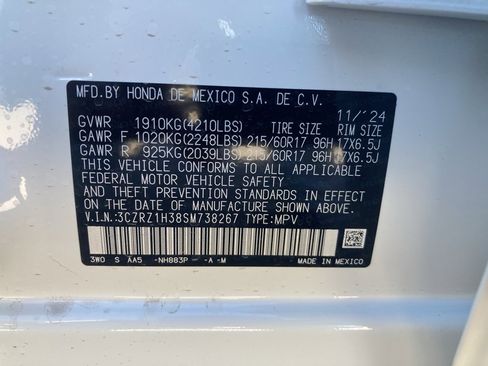 MFD.BY HONDA DE MEXICO S.A. DE C.V.
11/'24
GVWR 1910KG(4210LBS) TIRE SIZE RIM SIZE
GAWR F 1020KG(2248LBS) 215/60R17 96H 17X6.5J
GAWR R 925KG(2039LBS) 215/60R17 96H 17X6.5J
THIS VEHICLE CONFORMS TO ALL APPLICABLE
FEDERAL MOTOR VEHICLE SAFETY
AND THEFT PREVENTION STANDARDS IN EFFECT
ON THE DATE OF MANUFACTURE SHOWN ABOVE.
V.I.N:3CZRZ1H38SM738267 TYPE:MPV
3W0 S AA5 -NH883P -A -M MADE IN MEXICO